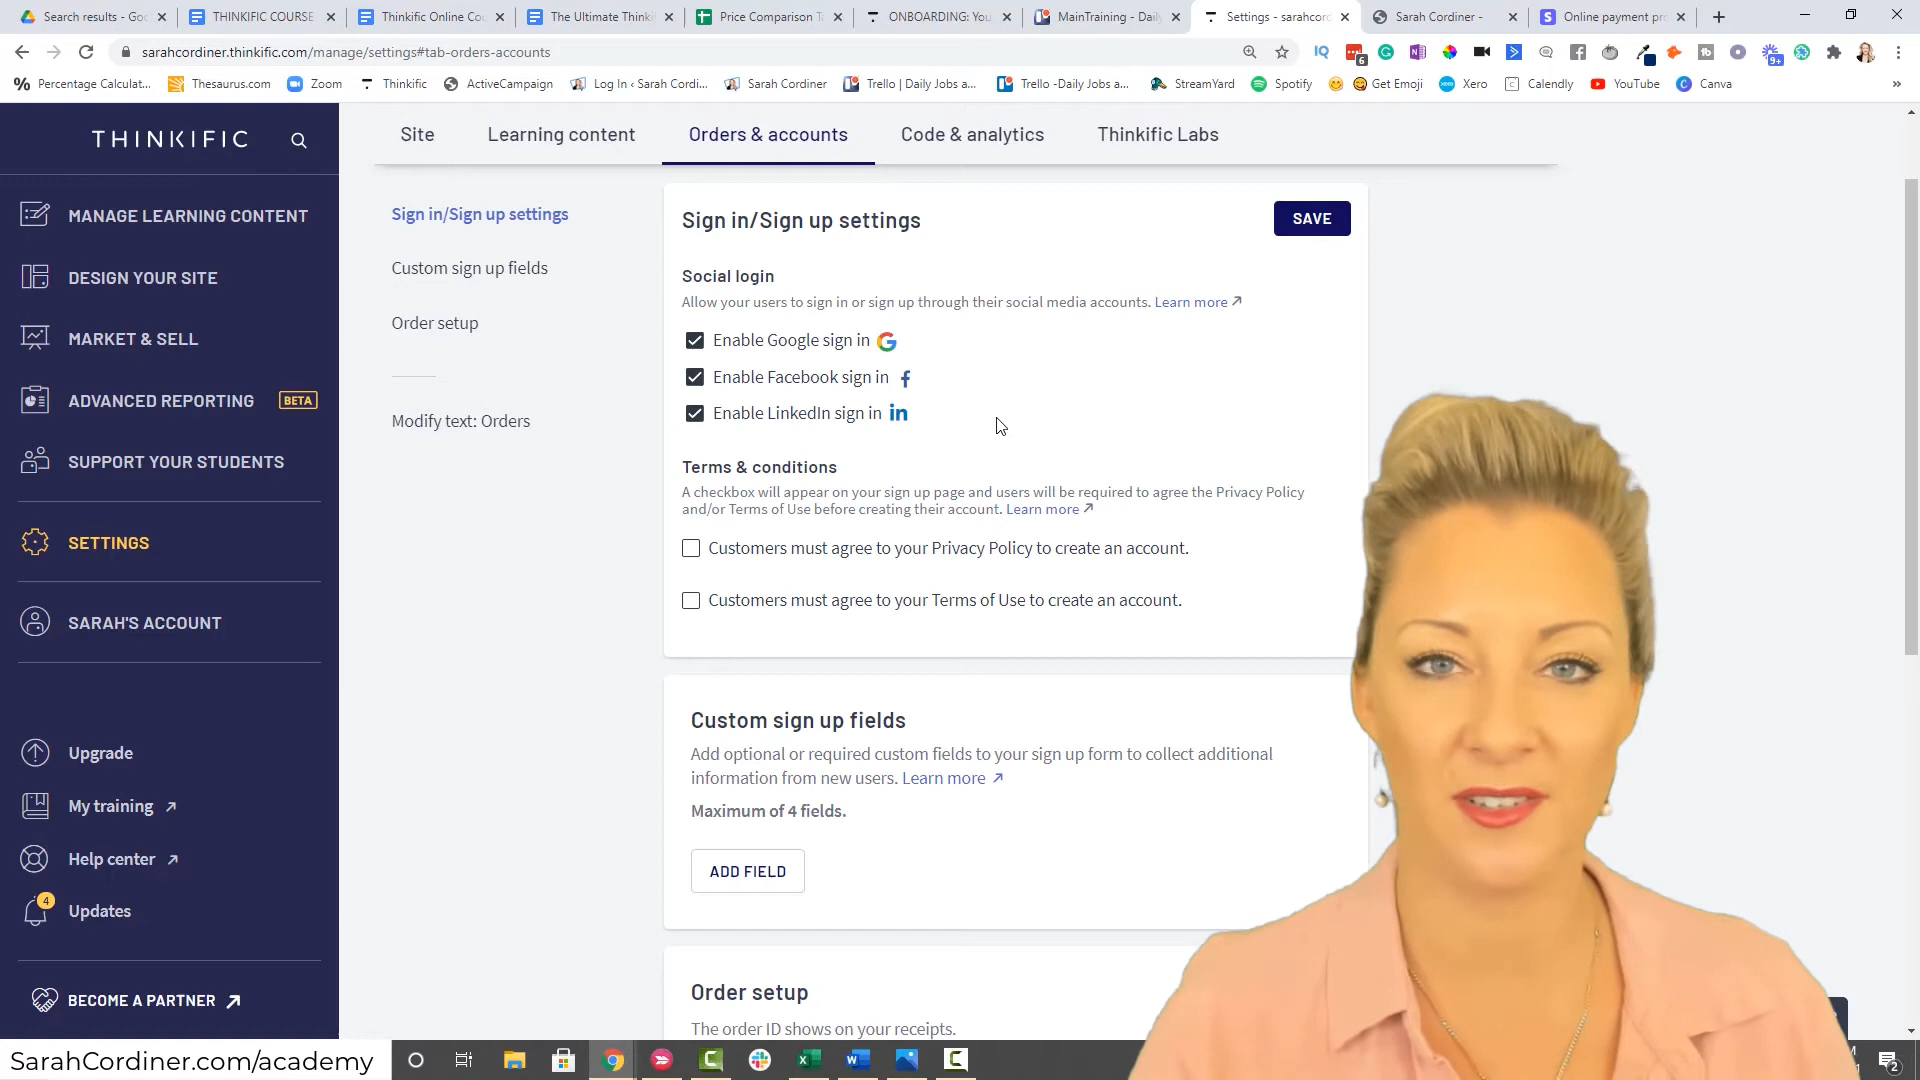 Search results - Goo
THINKIFIC COURSE
Thinkific Online Cou
The Ultimate Thinki
Price Comparison T
ONBOARDING: You
MainTraining - Daily
Settings - sarahcord
Sarah Cordiner -
Online payment pro
sarahcordiner.thinkific.com/manage/settings#tab-orders-accounts
6
9+
Percentage Calculat...
Thesaurus.com
Zoom
Thinkific
ActiveCampaign
Log In ‹ Sarah Cordi...
Sarah Cordiner
Trello | Daily Jobs a...
Trello -Daily Jobs a...
StreamYard
Spotify
Get Emoji
Xero
Calendly
YouTube
Canva
»
THINKIFIC
MANAGE LEARNING CONTENT
DESIGN YOUR SITE
MARKET & SELL
ADVANCED REPORTING BETA
SUPPORT YOUR STUDENTS
SETTINGS
SARAH'S ACCOUNT
Upgrade
My training
Help center
4
Updates
BECOME A PARTNER
Site
Learning content
Orders & accounts
Code & analytics
Thinkific Labs
Sign in/Sign up settings
Custom sign up fields
Order setup
Modify text: Orders
Sign in/Sign up settings
SAVE
Social login
Allow your users to sign in or sign up through their social media accounts. Learn more
Enable Google sign in
Enable Facebook sign in
Enable LinkedIn sign in
Terms & conditions
A checkbox will appear on your sign up page and users will be required to agree the Privacy Policy
and/or Terms of Use before creating their account. Learn more
Customers must agree to your Privacy Policy to create an account.
Customers must agree to your Terms of Use to create an account.
Custom sign up fields
Add optional or required custom fields to your sign up form to collect additional
information from new users. Learn more
Maximum of 4 fields.
ADD FIELD
Order setup
The order ID shows on your receipts.
SarahCordiner.com/academy
2